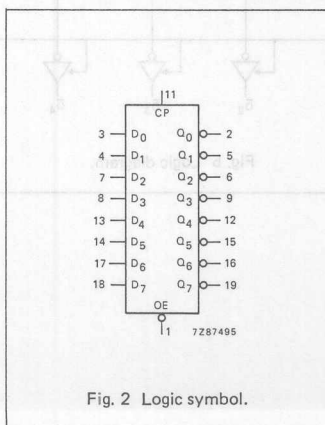 11
CP
3 D0 Q0 2
4 D1 Q1 5
7 D2 Q2 6
8 D3 Q3 9
13 D4 Q4 12
14 D5 Q5 15
17 D6 Q6 16
18 D7 Q7 19
OE
1 7Z87495
Fig. 2 Logic symbol.